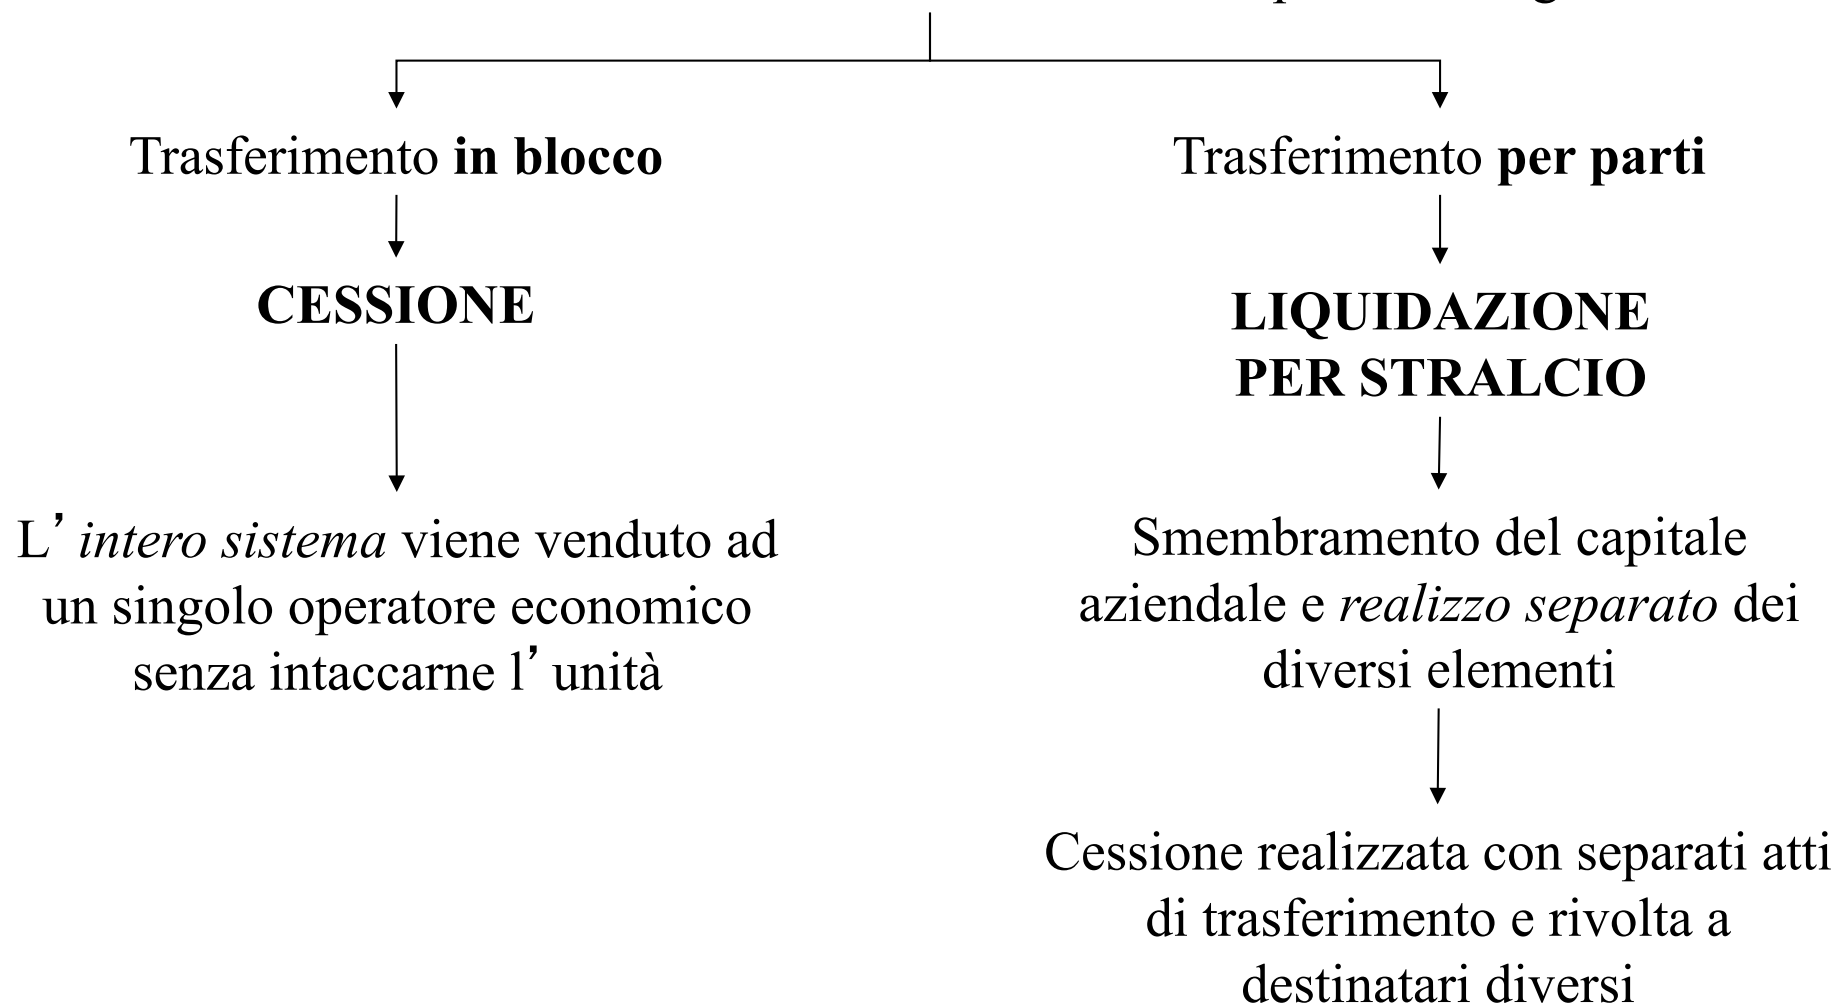 Trasferimento in blocco
CESSIONE
L’ intero sistema viene venduto ad
un singolo operatore economico
senza intaccarne l’ unità
Trasferimento per parti
LIQUIDAZIONE
PER STRALCIO
Smembramento del capitale
aziendale e realizzo separato dei
diversi elementi
Cessione realizzata con separati atti
di trasferimento e rivolta a
destinatari diversi